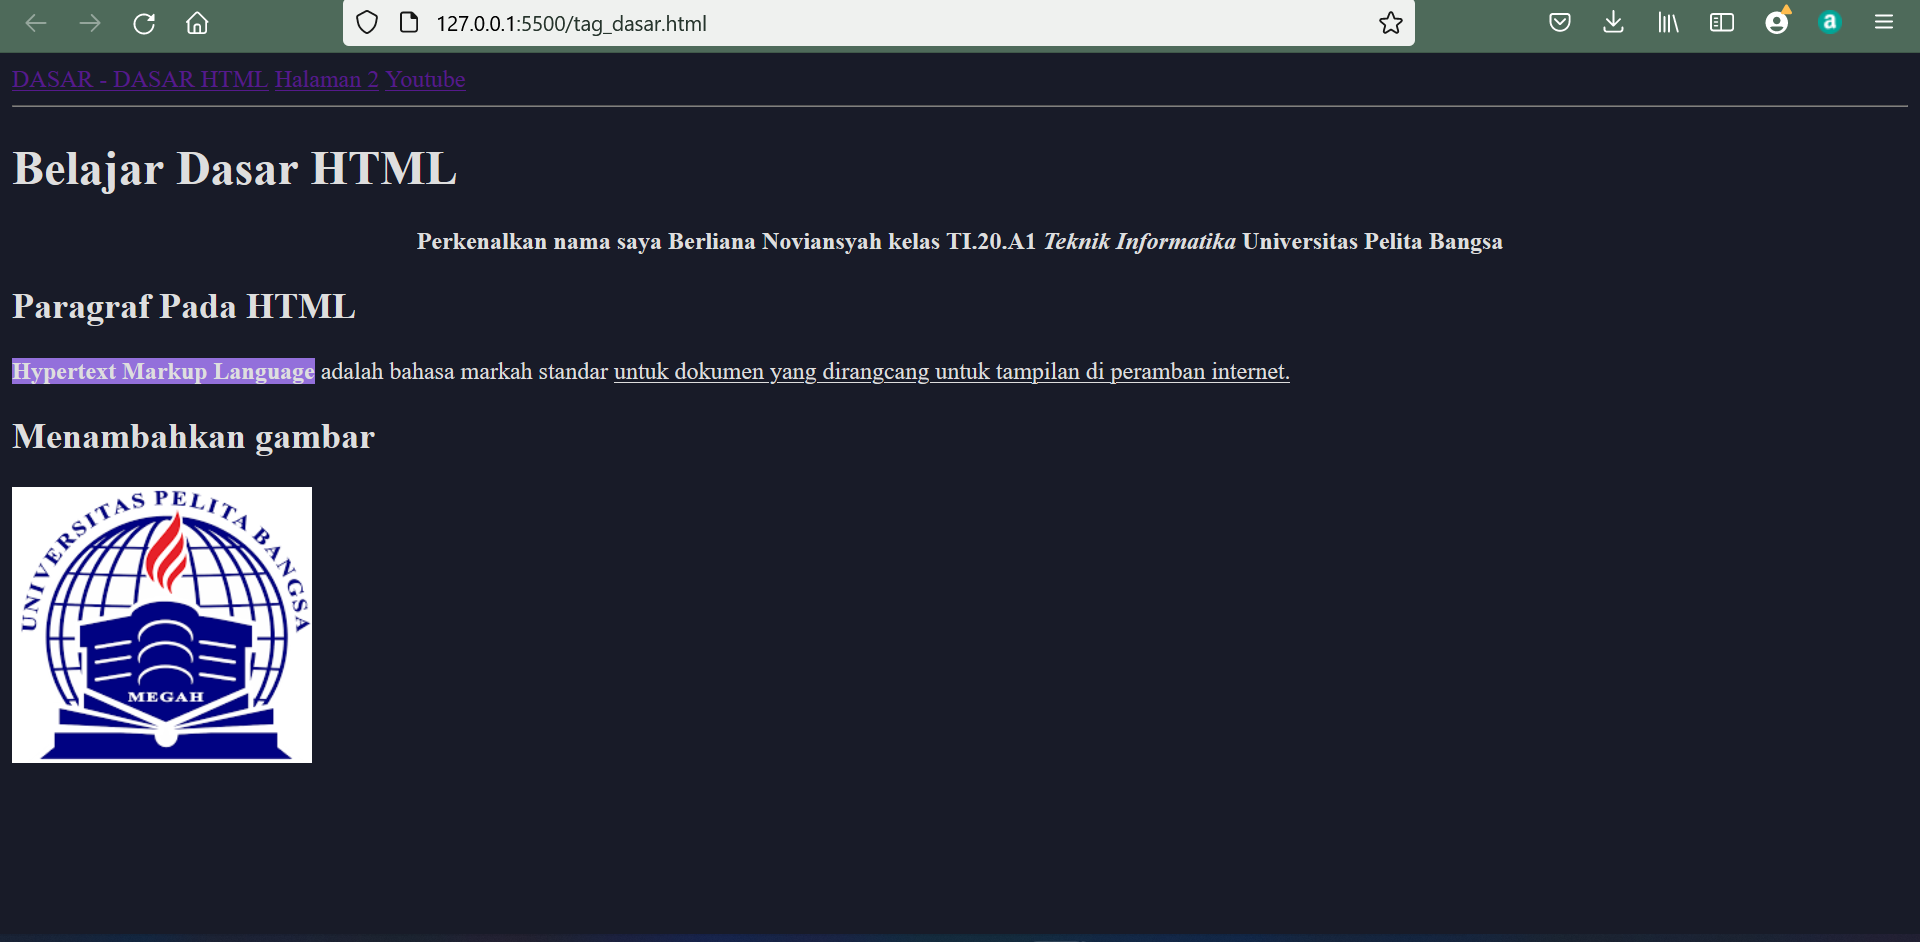 127.0.0.1:5500/tag_dasar.html
a
DASAR - DASAR HTML Halaman 2 Youtube
Belajar Dasar HTML
Perkenalkan nama saya Berliana Noviansyah kelas TI.20.A1 Teknik Informatika Universitas Pelita Bangsa
Paragraf Pada HTML
Hypertext Markup Language adalah bahasa markah standar untuk dokumen yang dirangcang untuk tampilan di peramban internet.
Menambahkan gambar
UNIVERSITAS PELITA BANGSA
MEGAH